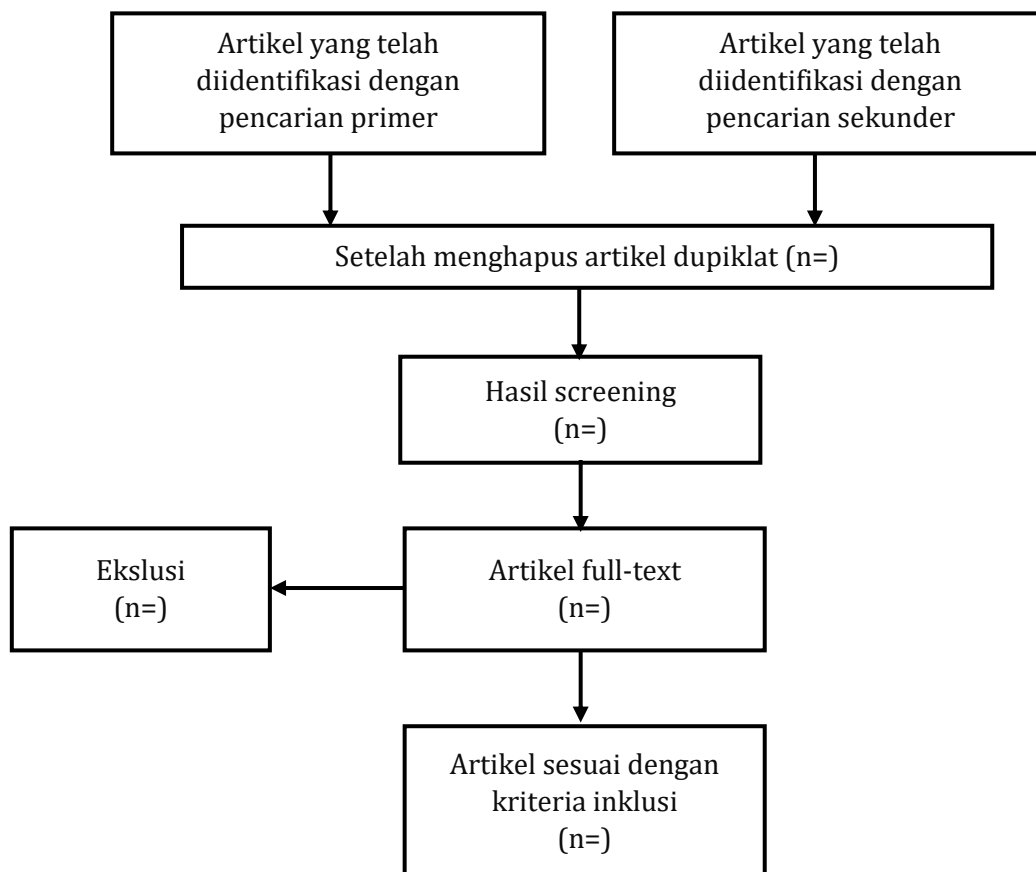 Artikel yang telah
diidentifikasi dengan
pencarian primer
Artikel yang telah
diidentifikasi dengan
pencarian sekunder
Setelah menghapus artikel dupiklat (n=)
Hasil screening
(n=)
Ekslusi
(n=)
Artikel full-text
(n=)
Artikel sesuai dengan
kriteria inklusi
(n=)